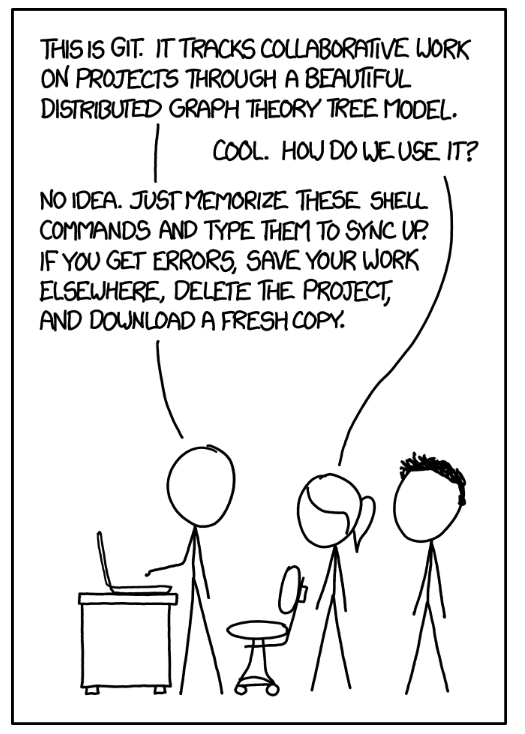 THIS IS GIT. IT TRACKS COLLABORATIVE WORK
ON PROJECTS THROUGH A BEAUTIFUL
DISTRIBUTED GRAPH THEORY TREE MODEL.
COOL. HOW DO WE USE IT?
NO IDEA. JUST MEMORIZE THESE SHELL
COMMANDS AND TYPE THEM TO SYNC UP.
IF YOU GET ERRORS, SAVE YOUR WORK
ELSEWHERE, DELETE THE PROJECT,
AND DOWNLOAD A FRESH COPY.